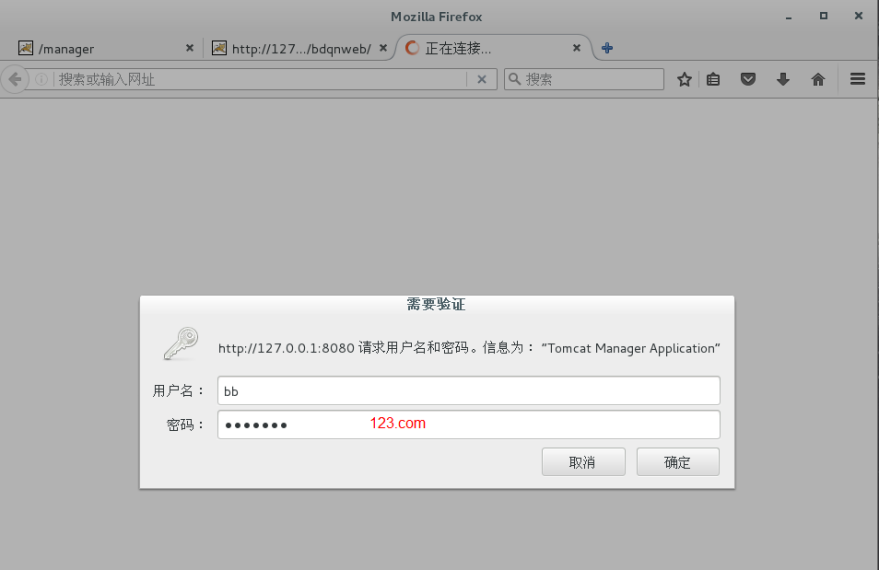 Mozilla Firefox
/manager
http://127.../bdqnweb/
正在连接...
搜索或输入网址
搜索
需要验证
http://127.0.0.1:8080 请求用户名和密码。信息为： “Tomcat Manager Application”
用户名： bb
密码： ●●●●●●● 123.com
取消 确定